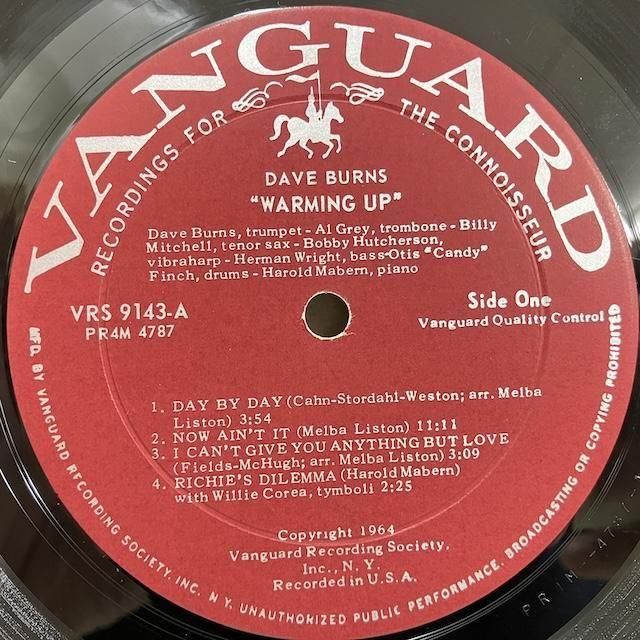 VANGUARD
RECORDINGS FOR THE CONNOISSEUR
DAVE BURNS
"WARMING UP"
Dave Burns, trumpet - Al Grey, trombone - Billy
Mitchell, tenor sax - Bobby Hutcherson,
vibraharp - Herman Wright, bass - Otis "Candy"
Finch, drums - Harold Mabern, piano
VRS 9143-A
PR4M 4787
Side One
Vanguard Quality Control
1. DAY BY DAY (Cahn-Stordahl-Weston; arr. Melba
Liston) 3:54
2. NOW AIN'T IT (Melba Liston) 11:11
3. I CAN'T GIVE YOU ANYTHING BUT LOVE
(Fields-McHugh; arr. Melba Liston) 3:09
4. RICHIE'S DILEMMA (Harold Mabern)
with Willie Corea, tymboli 2:25
Copyright 1964
Vanguard Recording Society,
Inc., N. Y.
Recorded in U.S.A.
MFD. BY VANGUARD RECORDING SOCIETY, INC. N.Y. UNAUTHORIZED PUBLIC PERFORMANCE, BROADCASTING OR COPYING PROHIBITED